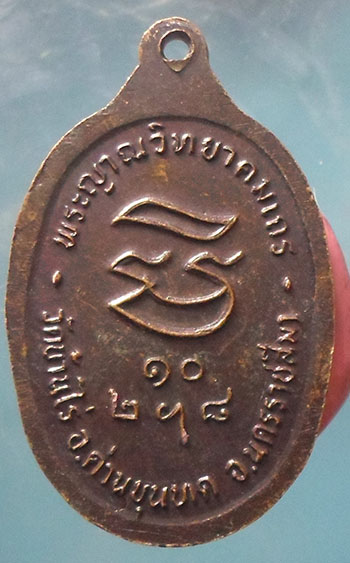 พระญาณวิทยาคมเถร
๑๐
๒ ๘
วัดบ้านไร่ อ.ด่านขุนทด จ.นครราชสีมา